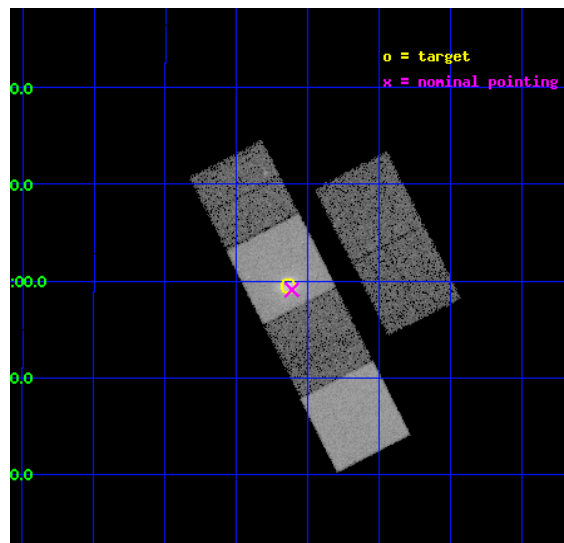 o = target
x = nominal pointing
0.0
0.0
:00.0
0.0
0.0